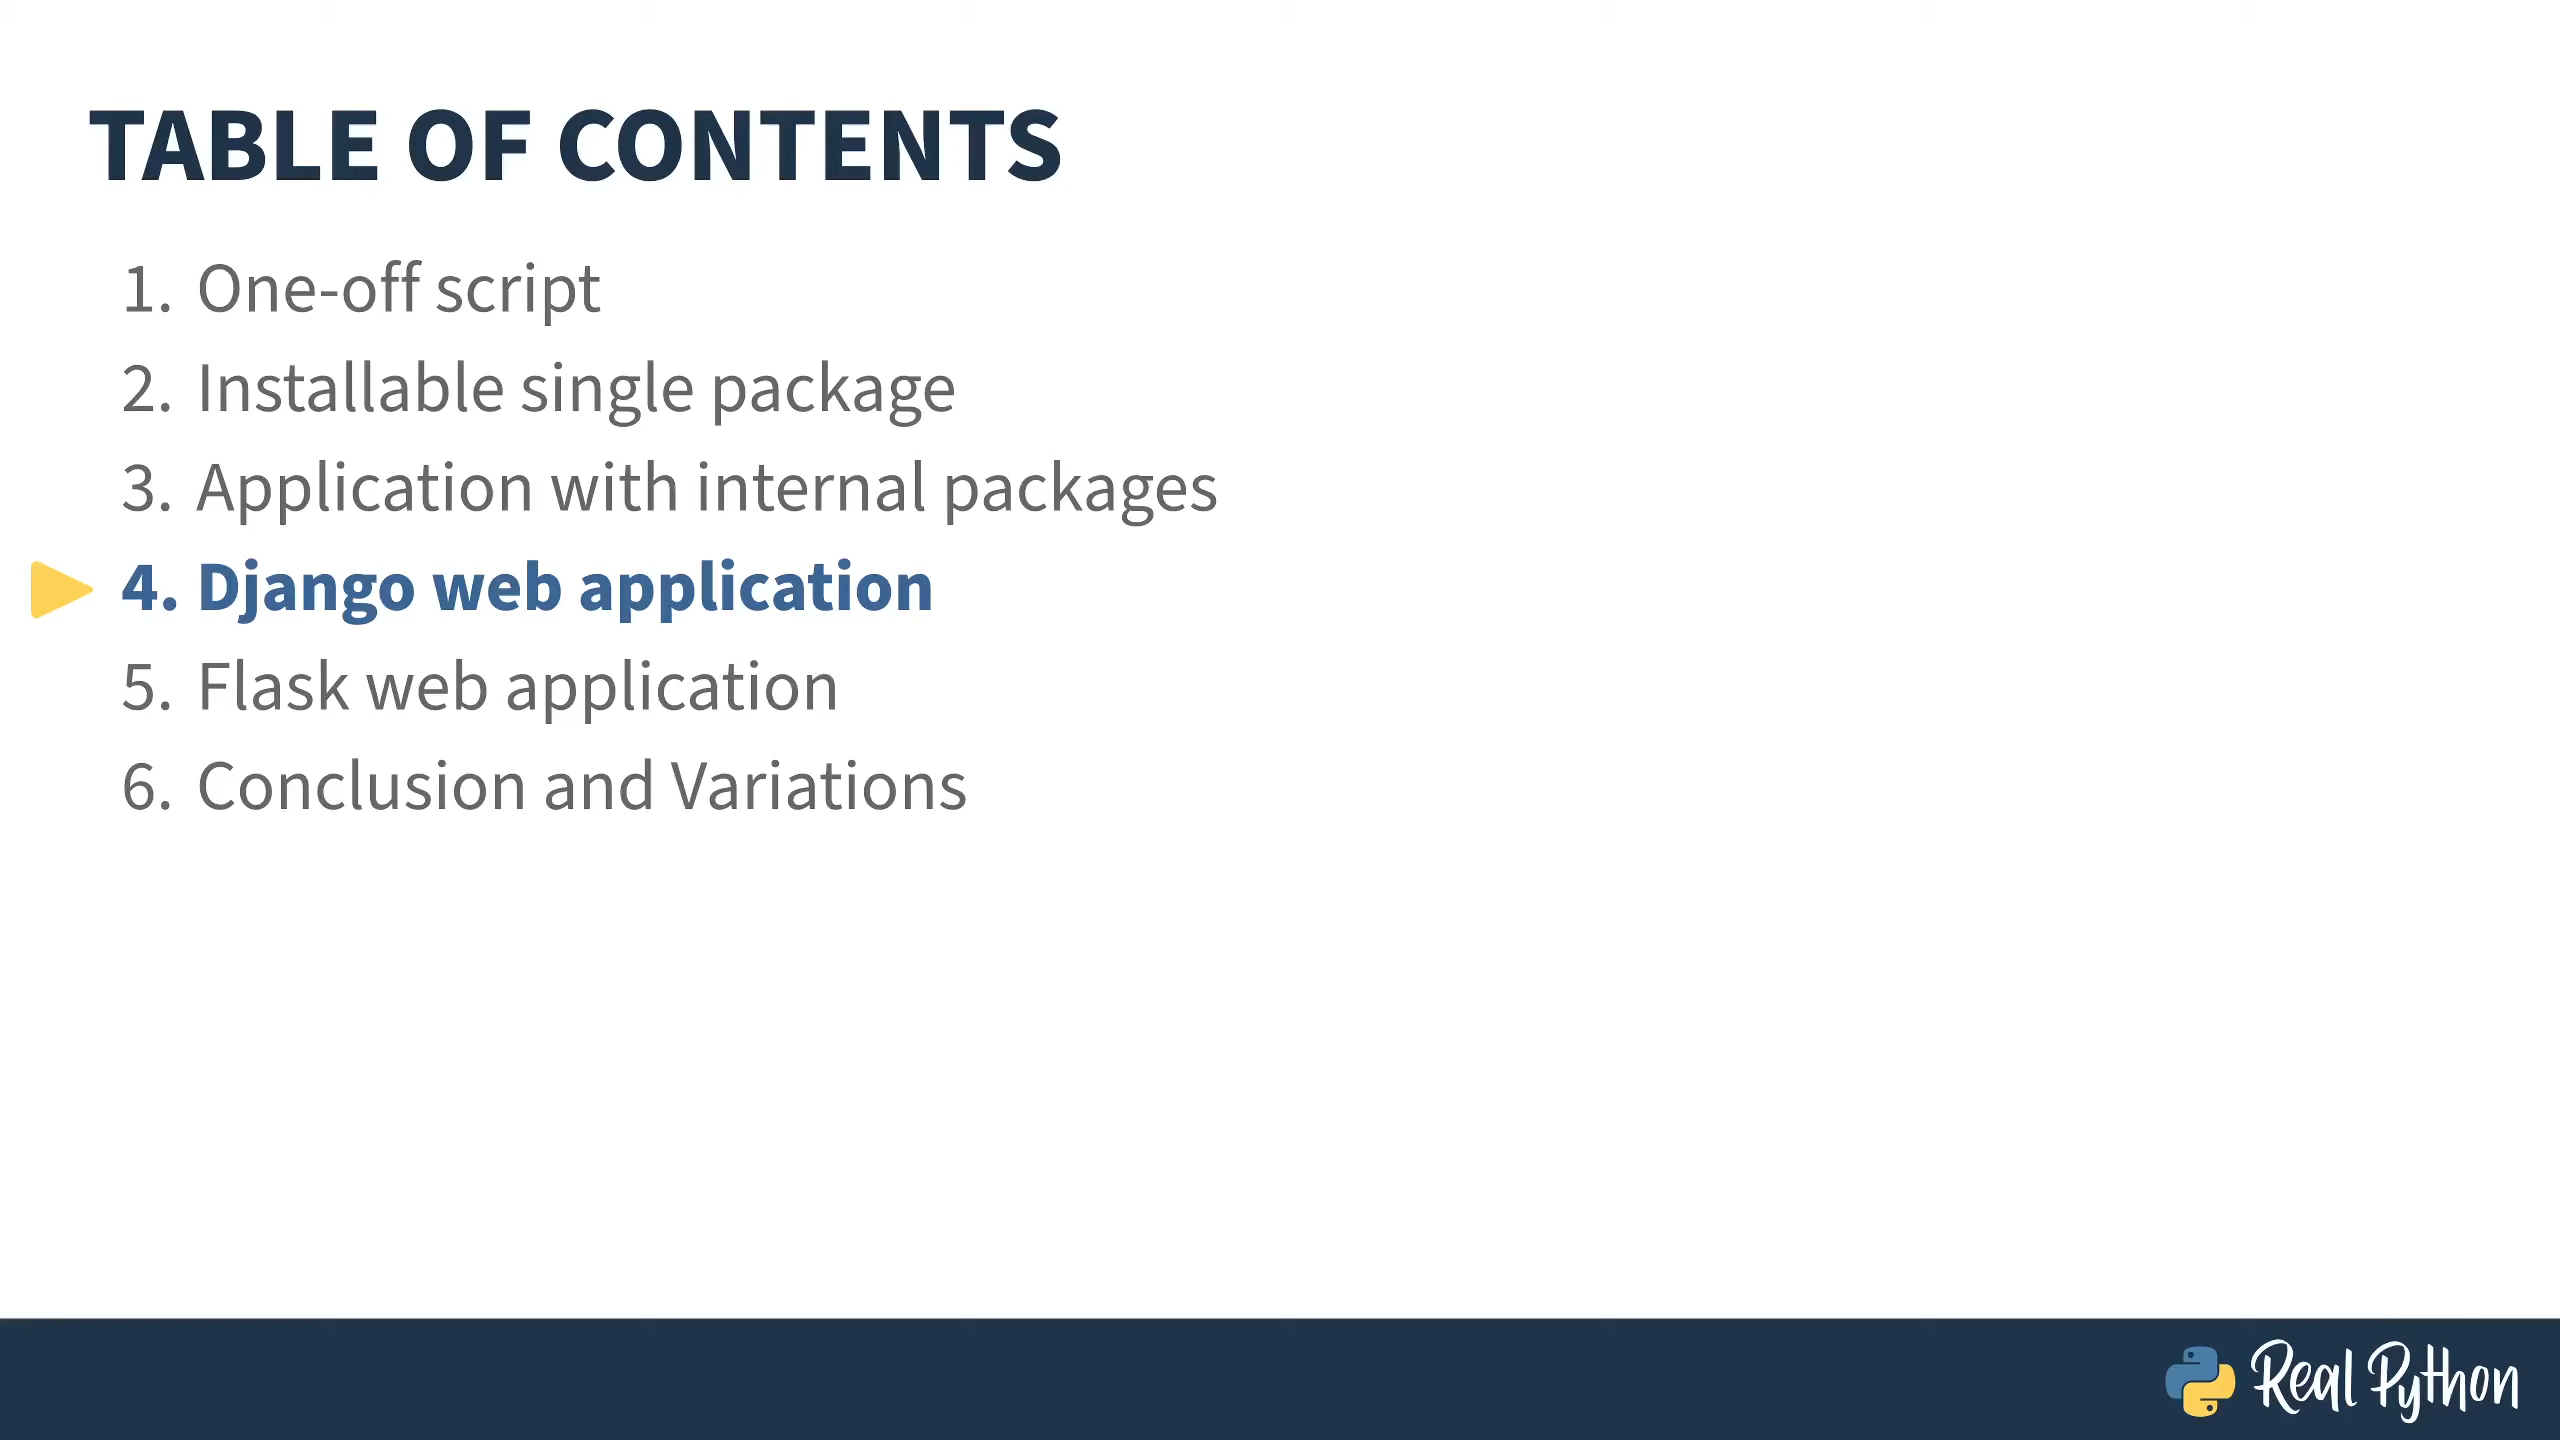 TABLE OF CONTENTS
1. One-off script
2. Installable single package
3. Application with internal packages
4. Django web application
5. Flask web application
6. Conclusion and Variations
Real Python